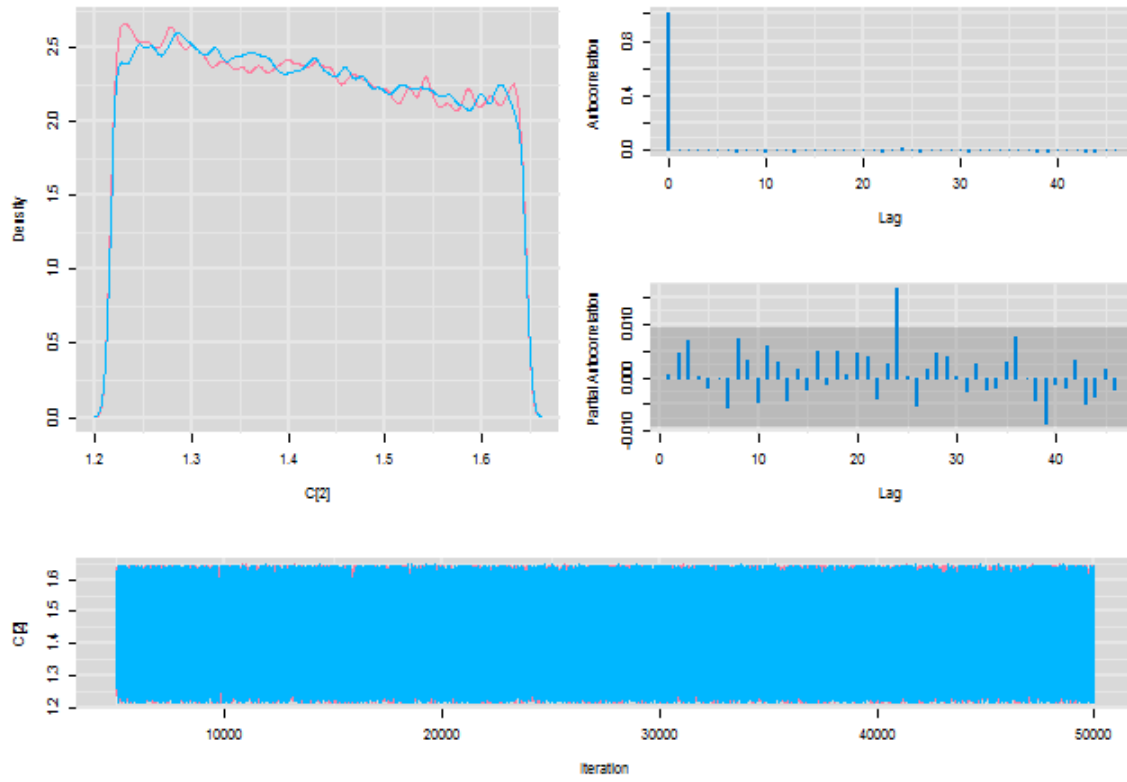 Density
0.0 0.5 1.0 1.5 2.0 2.5
1.2 1.3 1.4 1.5 1.6
C[2]
Autocorrelation
0.0 0.4 0.8
0 10 20 30 40
Lag
Partial Autocorrelation
-0.010 0.000 0.010
0 10 20 30 40
Lag
C[2]
1.2 1.3 1.4 1.5 1.6
10000 20000 30000 40000 50000
Iteration